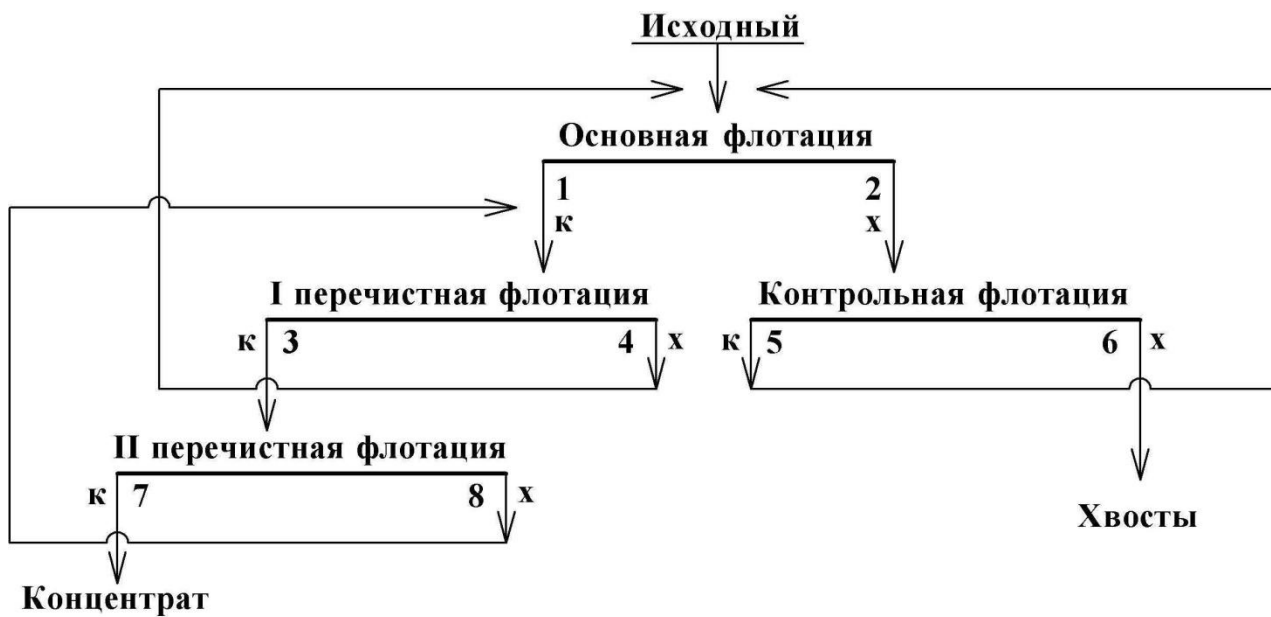 Исходный
Основная флотация
1 2
к х
I перечистная флотация Контрольная флотация
к 3 4 х к 5 6 х
II перечистная флотация
к 7 8 х
Хвосты
Концентрат